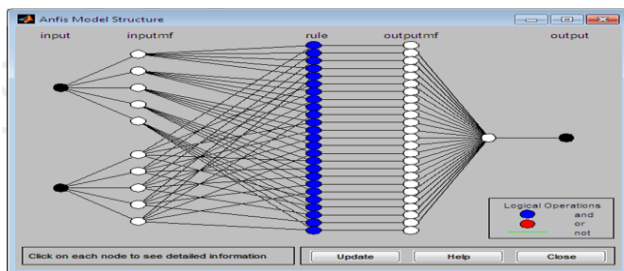 Anfis Model Structure
input inputmf rule outputmf output
Logical Operations
and
or
not
Click on each node to see detailed information
Update
Help
Close